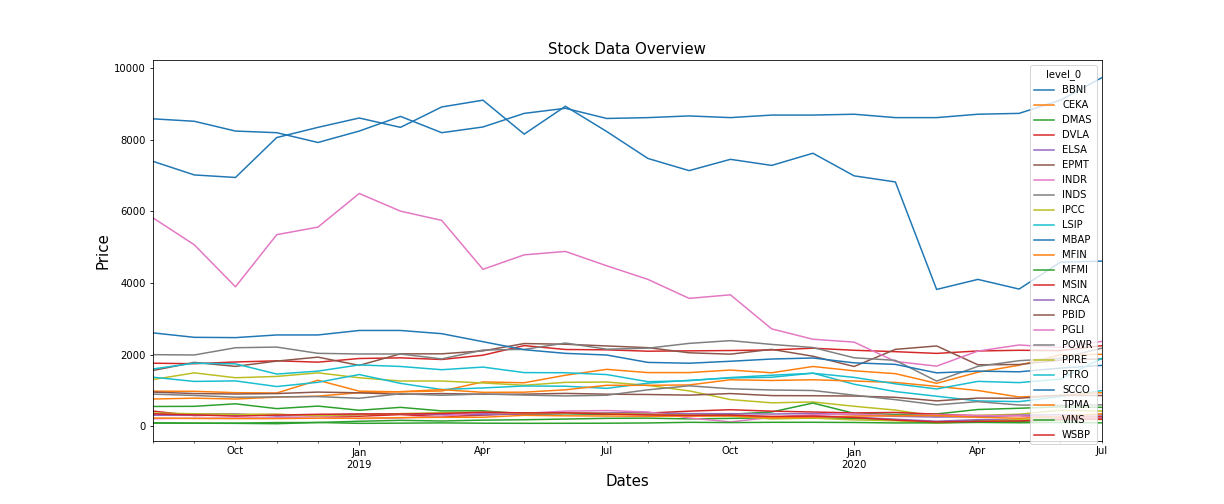 Stock Data Overview
10000
8000
6000
4000
2000
0
Price
Oct
Jan
2019
Apr
Jul
Oct
Jan
2020
Apr
Jul
Dates
level_0
BBNI
CEKA
DMAS
DVLA
ELSA
EPMT
INDR
INDS
IPCC
LSIP
MBAP
MFIN
MFMI
MSIN
NRCA
PBID
PGLI
POWR
PPRE
PTRO
SCCO
TPMA
VINS
WSBP